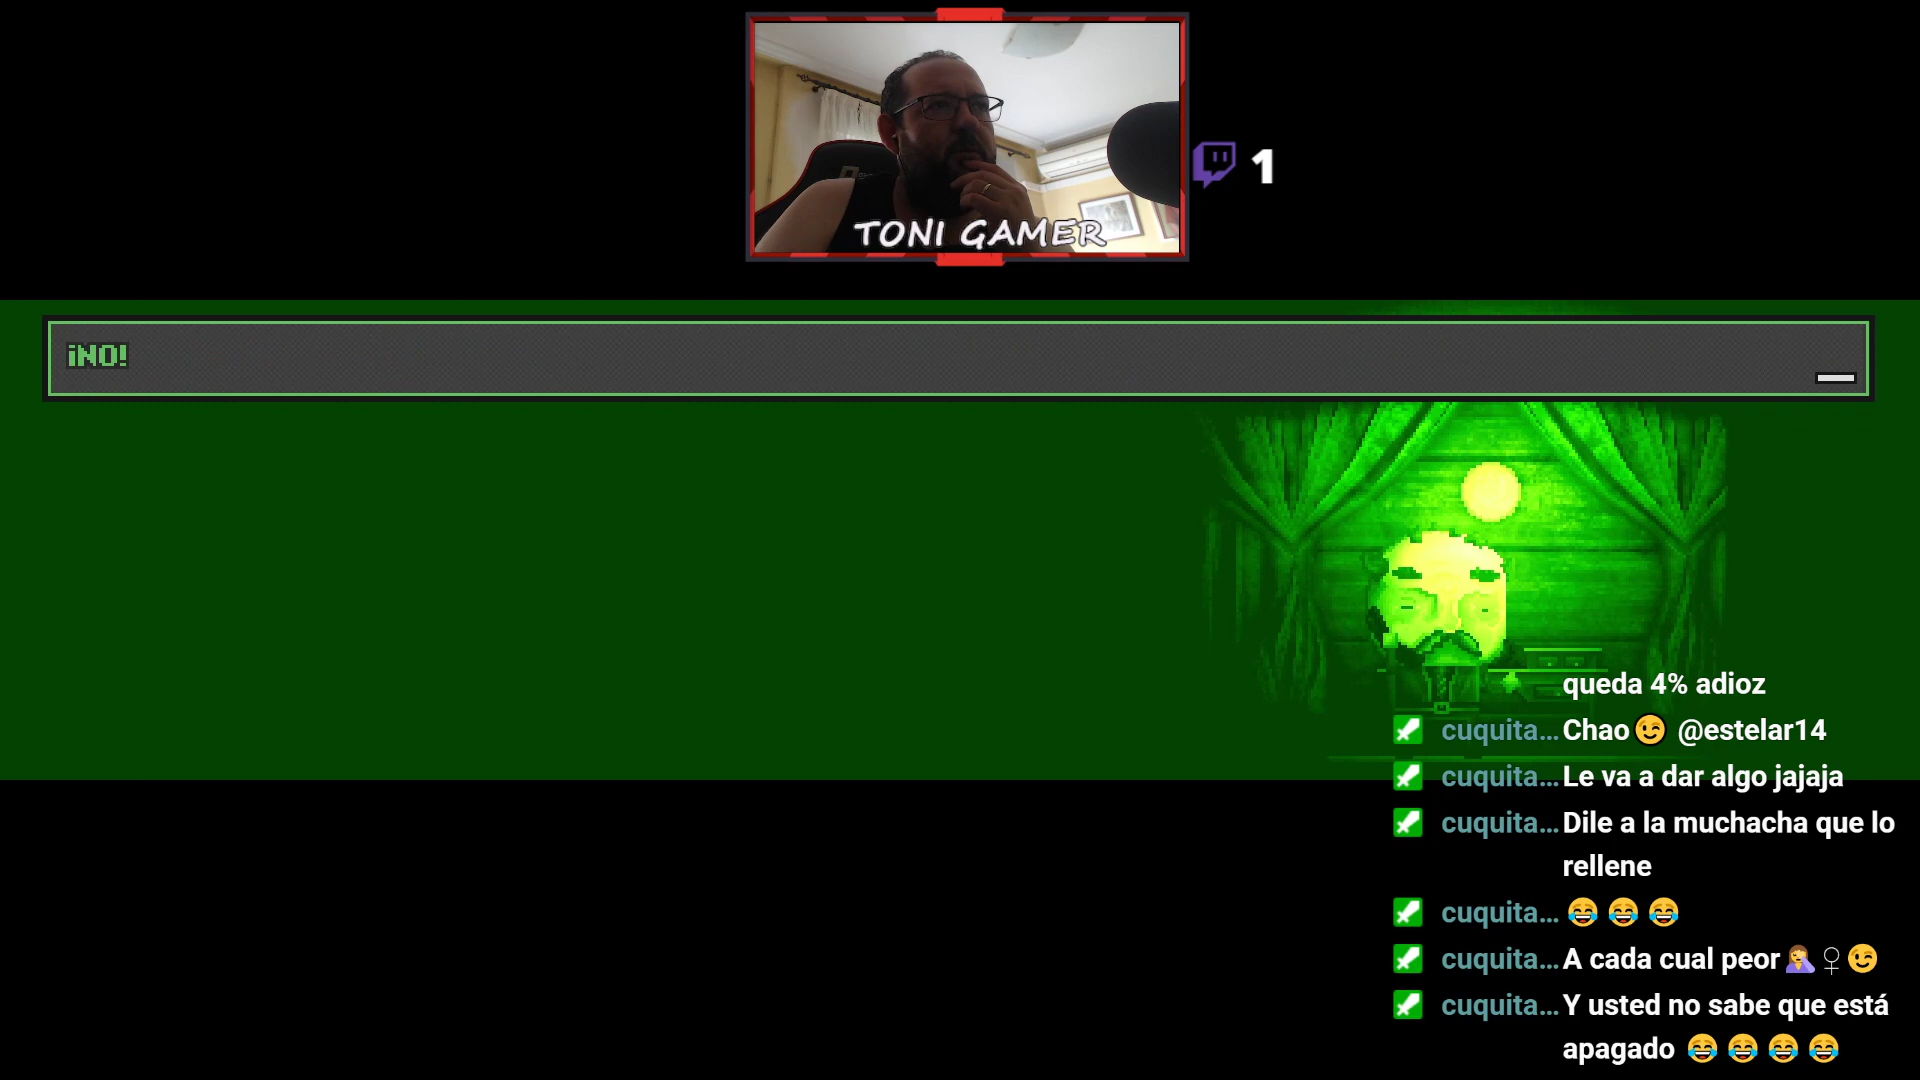 TONI GAMER
1
¡NO!
queda 4% adioz
cuquita... Chao😉 @estelar14
cuquita... Le va a dar algo jajaja
cuquita... Dile a la muchacha que lo
rellene
cuquita... 😂 😂 😂
cuquita... A cada cual peor🤦♀😉
cuquita... Y usted no sabe que está
apagado 😂 😂 😂 😂